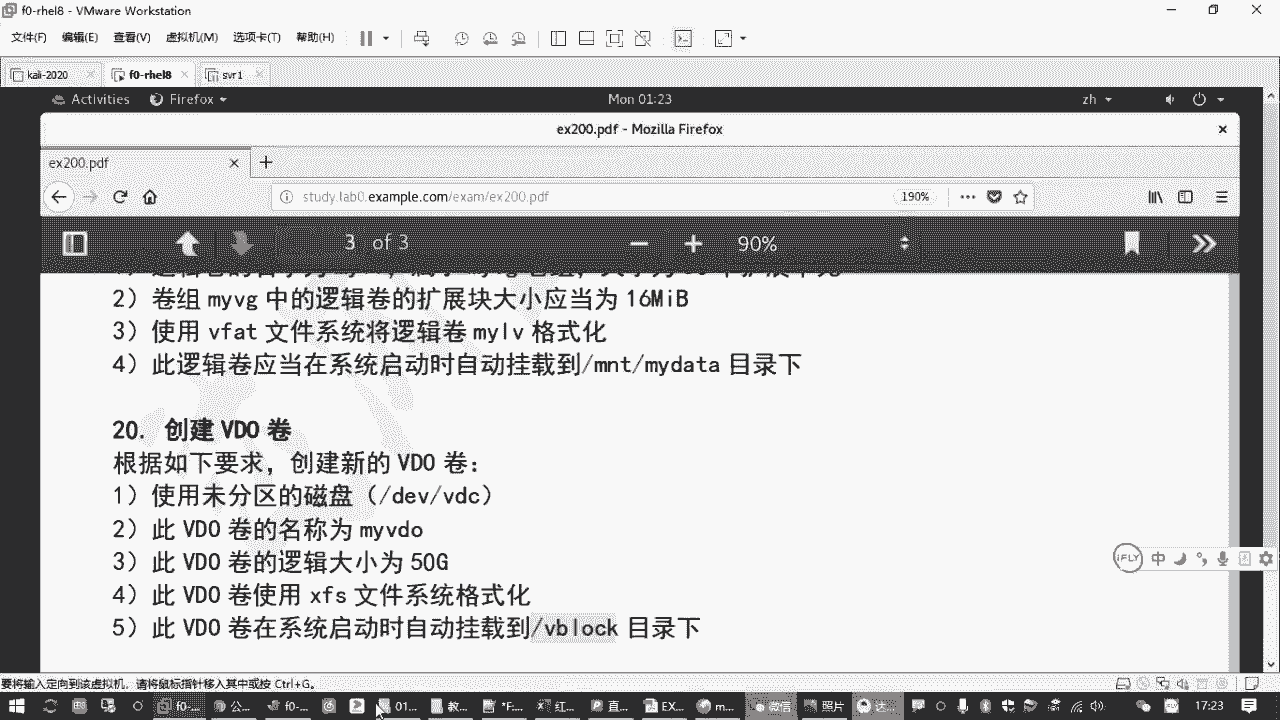 f0-rhel8 - VMware Workstation
文件(F) 编辑(E) 查看(V) 虚拟机(M) 选项卡(T) 帮助(H)
kali-2020 f0-rhel8 svr1
Activities Firefox Mon 01:23 zh
ex200.pdf - Mozilla Firefox
ex200.pdf
study.lab0.example.com/exam/ex200.pdf 190%
3 of 3 90%
2）卷组 myvg 中的逻辑卷的扩展块大小应当为 16MiB
3）使用 vfat 文件系统将逻辑卷 mylv 格式化
4）此逻辑卷应当在系统启动时自动挂载到/mnt/mydata 目录下
20. 创建 VDO 卷
根据如下要求，创建新的 VDO 卷：
1）使用未分区的磁盘（/dev/vdc）
2）此 VDO 卷的名称为 myvdo
3）此 VDO 卷的逻辑大小为 50G
4）此 VDO 卷使用 xfs 文件系统格式化
5）此 VDO 卷在系统启动时自动挂载到/vblock 目录下
iFLY 中
要将输入定向到该虚拟机，请将鼠标指针移入其中或按 Ctrl+G。
f0-... 公... f0-... 01... 教... *F... 红... 直... EX... m... 微信 照片 达... 17:23